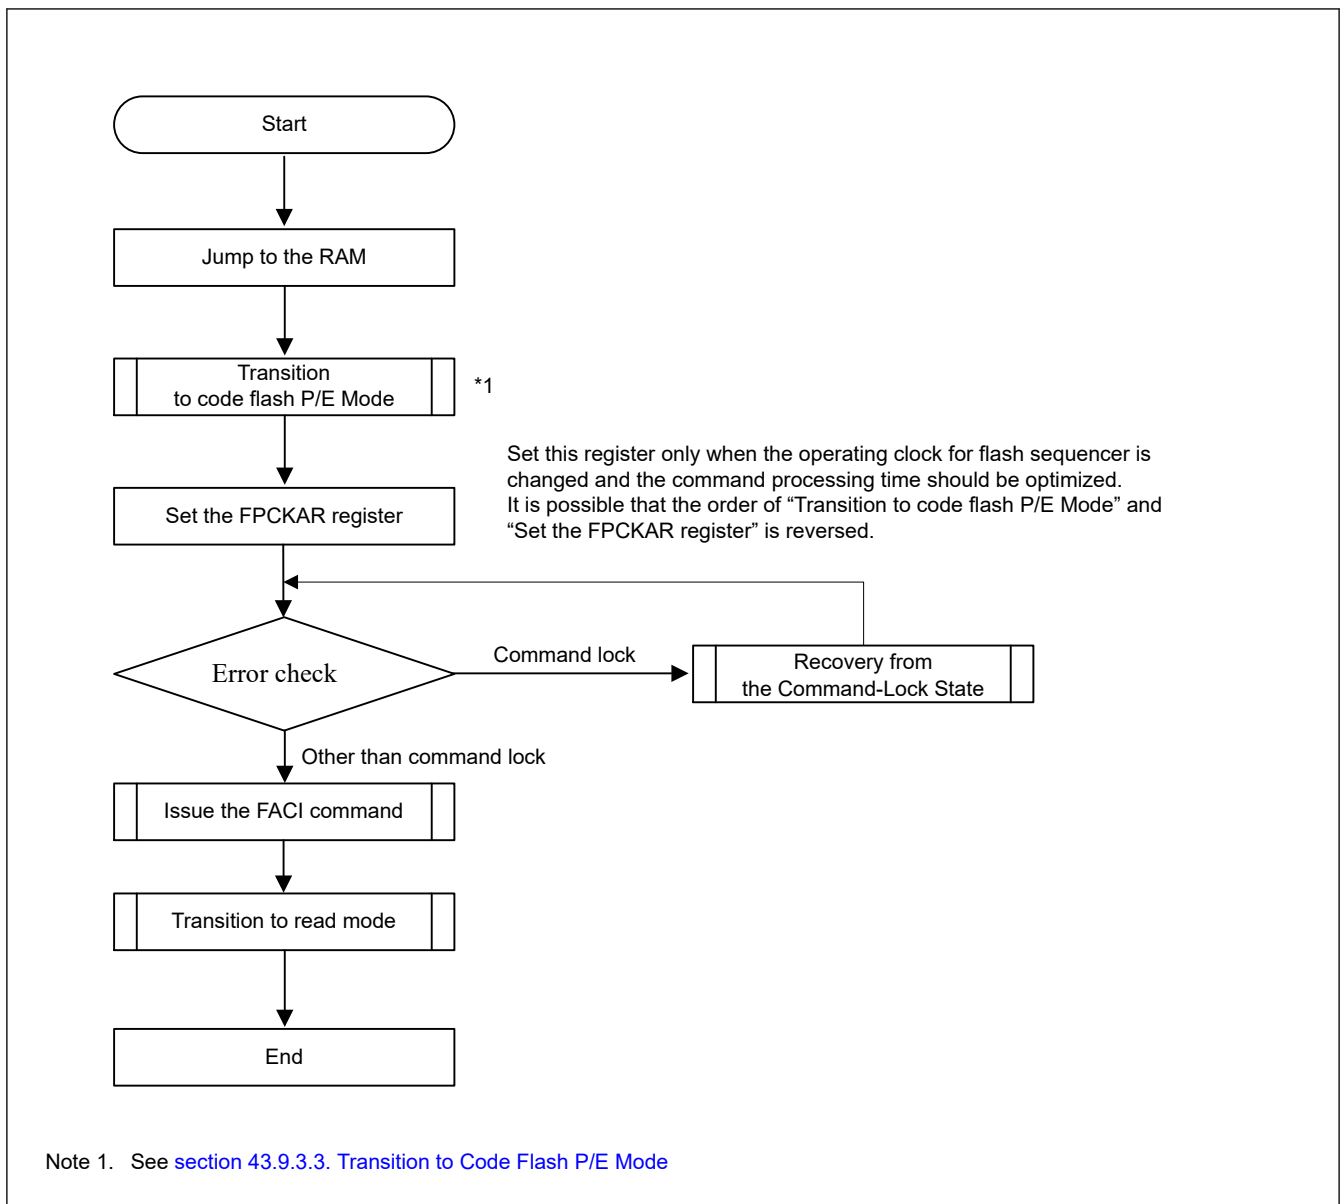 Start
Jump to the RAM
Transition
to code flash P/E Mode
*1
Set this register only when the operating clock for flash sequencer is
changed and the command processing time should be optimized.
It is possible that the order of “Transition to code flash P/E Mode” and
“Set the FPCKAR register” is reversed.
Set the FPCKAR register
Error check
Command lock
Recovery from
the Command-Lock State
Other than command lock
Issue the FACI command
Transition to read mode
End
Note 1. See section 43.9.3.3. Transition to Code Flash P/E Mode